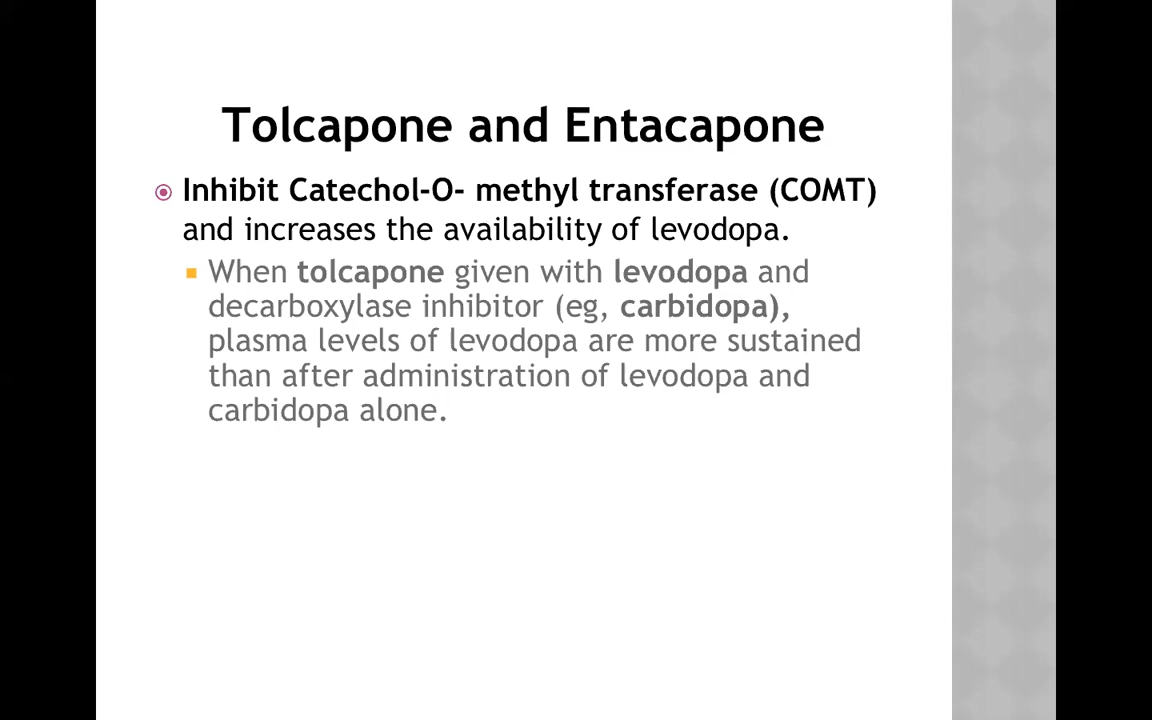 Tolcapone and Entacapone
Inhibit Catechol-O- methyl transferase (COMT)
and increases the availability of levodopa.
When tolcapone given with levodopa and
decarboxylase inhibitor (eg, carbidopa),
plasma levels of levodopa are more sustained
than after administration of levodopa and
carbidopa alone.